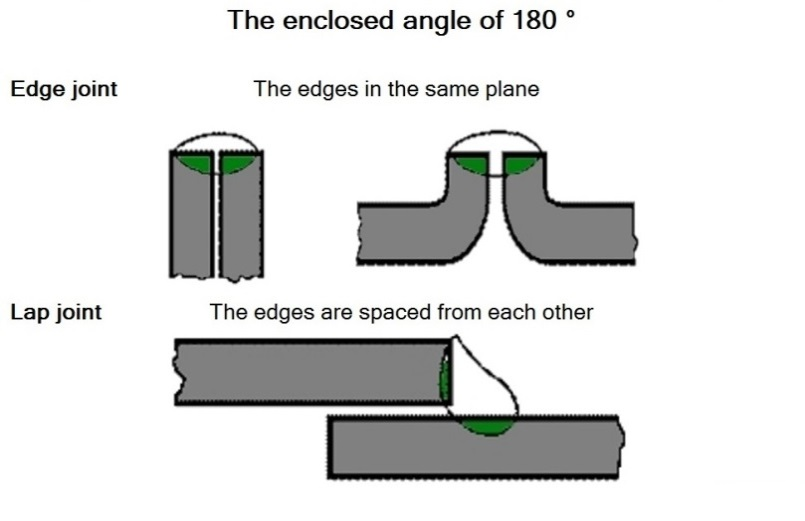 The enclosed angle of 180 °
Edge joint The edges in the same plane
Lap joint The edges are spaced from each other